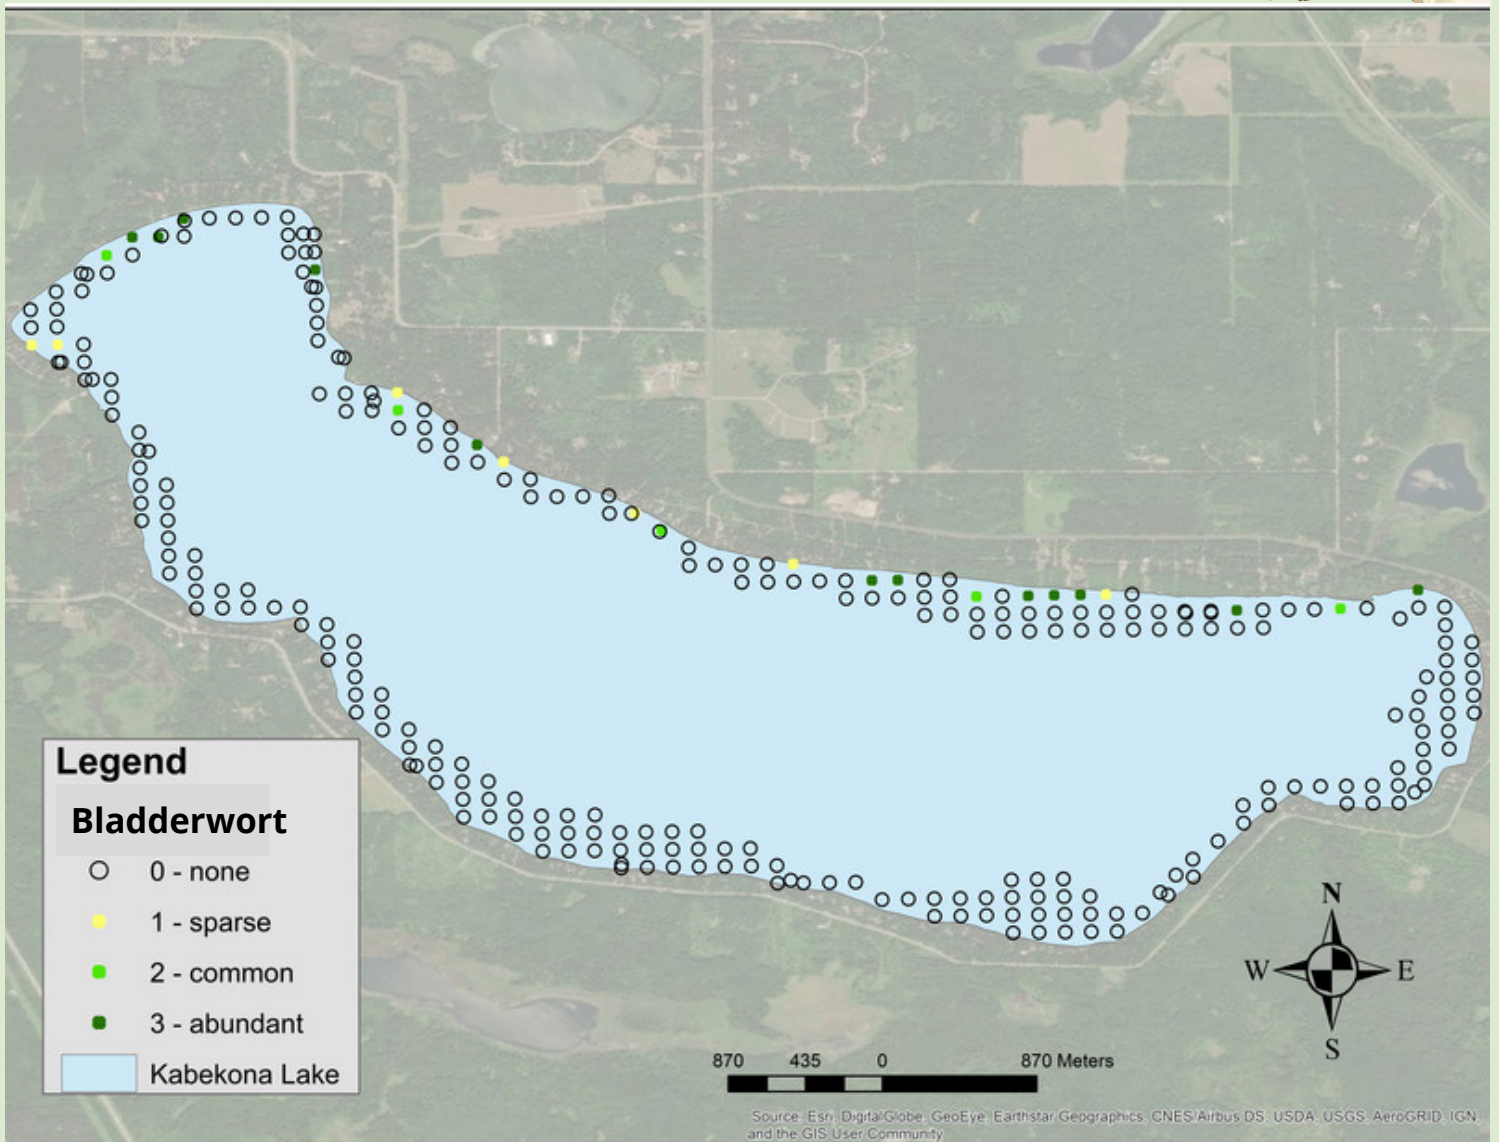 Legend
Bladderwort
0 - none
1 - sparse
2 - common
3 - abundant
Kabekona Lake
N
W E
S
870 435 0 870 Meters
Source: Esri, DigitalGlobe, GeoEye, Earthstar Geographics, CNES/Airbus DS, USDA, USGS, AeroGRID, IGN,
and the GIS User Community